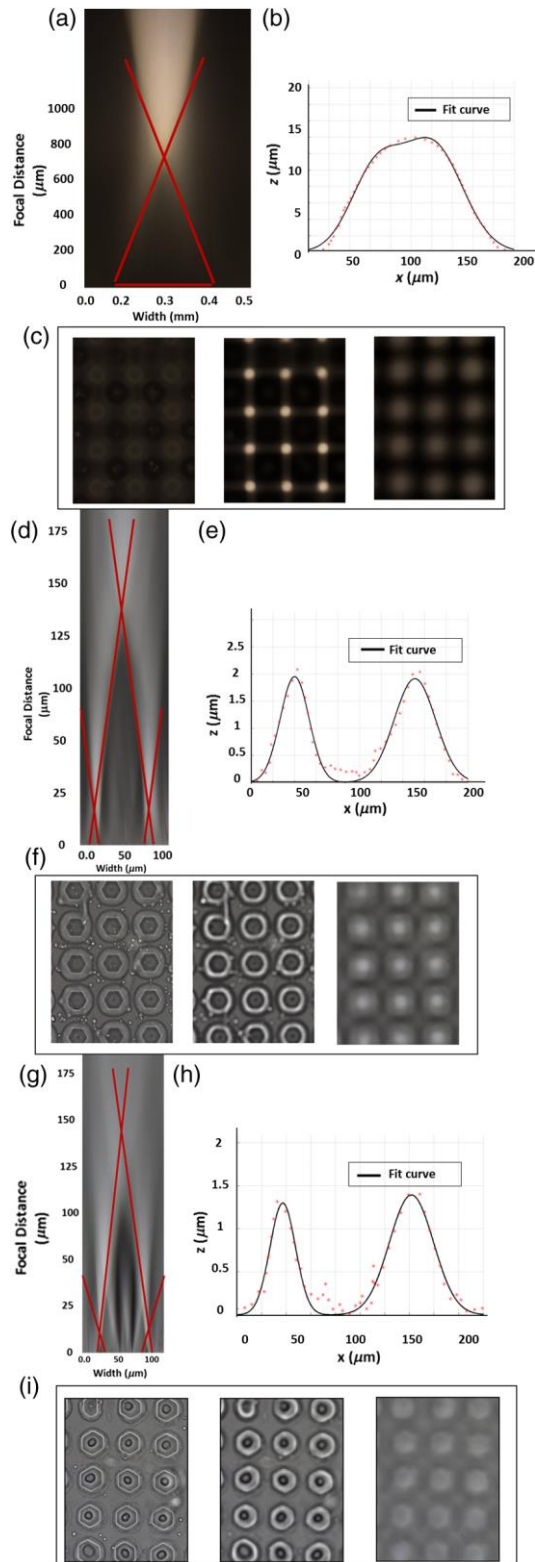 (a)
1000
800
600
400
200
0
Focal Distance
(μm)
0.0 0.2 0.3 0.4 0.5
Width (mm)
(b)
20
15
10
5
0
z (μm)
Fit curve
50 100 150 200
x (μm)
(c)
(d)
175
150
125
100
50
25
0
Focal Distance
(μm)
0 50 100
Width (μm)
(e)
2.5
2
1.5
1
0.5
0
z (μm)
Fit curve
0 50 100 150 200
x (μm)
(f)
(g)
175
150
125
100
50
25
0
Focal Distance
(μm)
0 50 100
Width (μm)
(h)
2
1.5
1
0.5
0
z (μm)
Fit curve
0 50 100 150 200
x (μm)
(i)